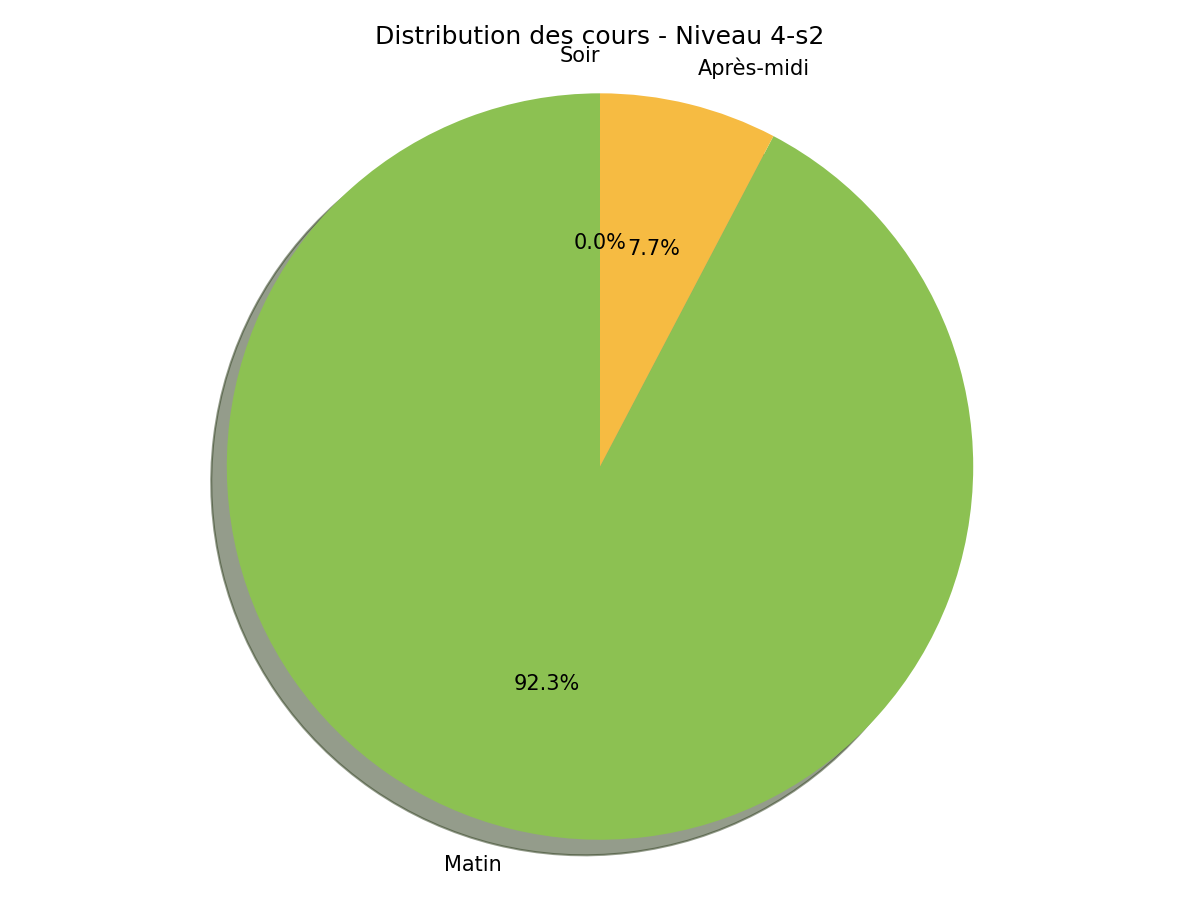 Distribution des cours - Niveau 4-s2
Soir
Après-midi
0.0%
7.7%
92.3%
Matin